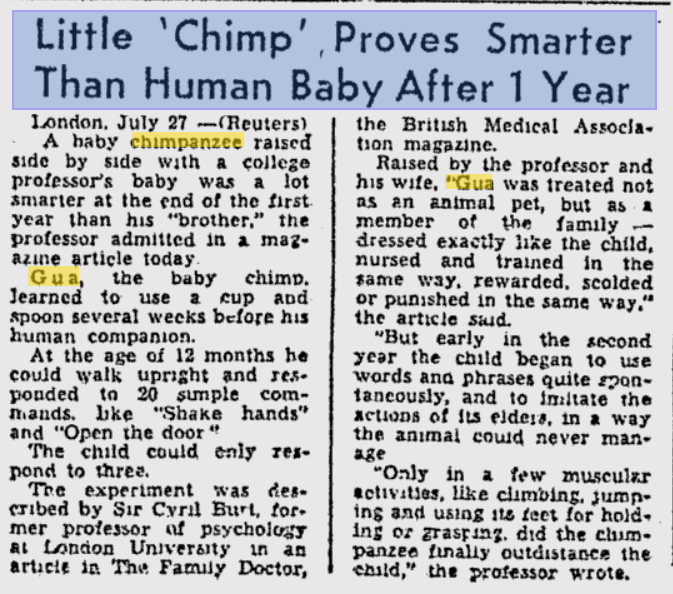 Little 'Chimp', Proves Smarter
Than Human Baby After 1 Year
London, July 27 —(Reuters)
A baby chimpanzee raised
side by side with a college
professor's baby was a lot
smarter at the end of the first
year than his "brother," the
professor admitted in a mag-
azine article today.
Gua, the baby chimp,
learned to use a cup and
spoon several weeks before his
human companion.
At the age of 12 months he
could walk upright and res-
ponded to 20 simple com-
mands, like "Shake hands"
and "Open the door"
The child could only res-
pond to three.
The experiment was des-
cribed by Sir Cyril Burt, for-
mer professor of psychology
at London University in an
article in The Family Doctor,
the British Medical Associa-
tion magazine.
Raised by the professor and
his wife, "Gua was treated not
as an animal pet, but as a
member of the family —
dressed exactly like the child,
nursed and trained in the
same way, rewarded, scolded
or punished in the same way,"
the article said.
"But early in the second
year the child began to use
words and phrases quite spon-
taneously, and to imitate the
actions of its elders, in a way
the animal could never man-
age
"Only in a few muscular
activities, like climbing, jump-
ing and using its feet for hold-
ing or grasping, did the chim-
panzee finally outdistance the
child," the professor wrote.